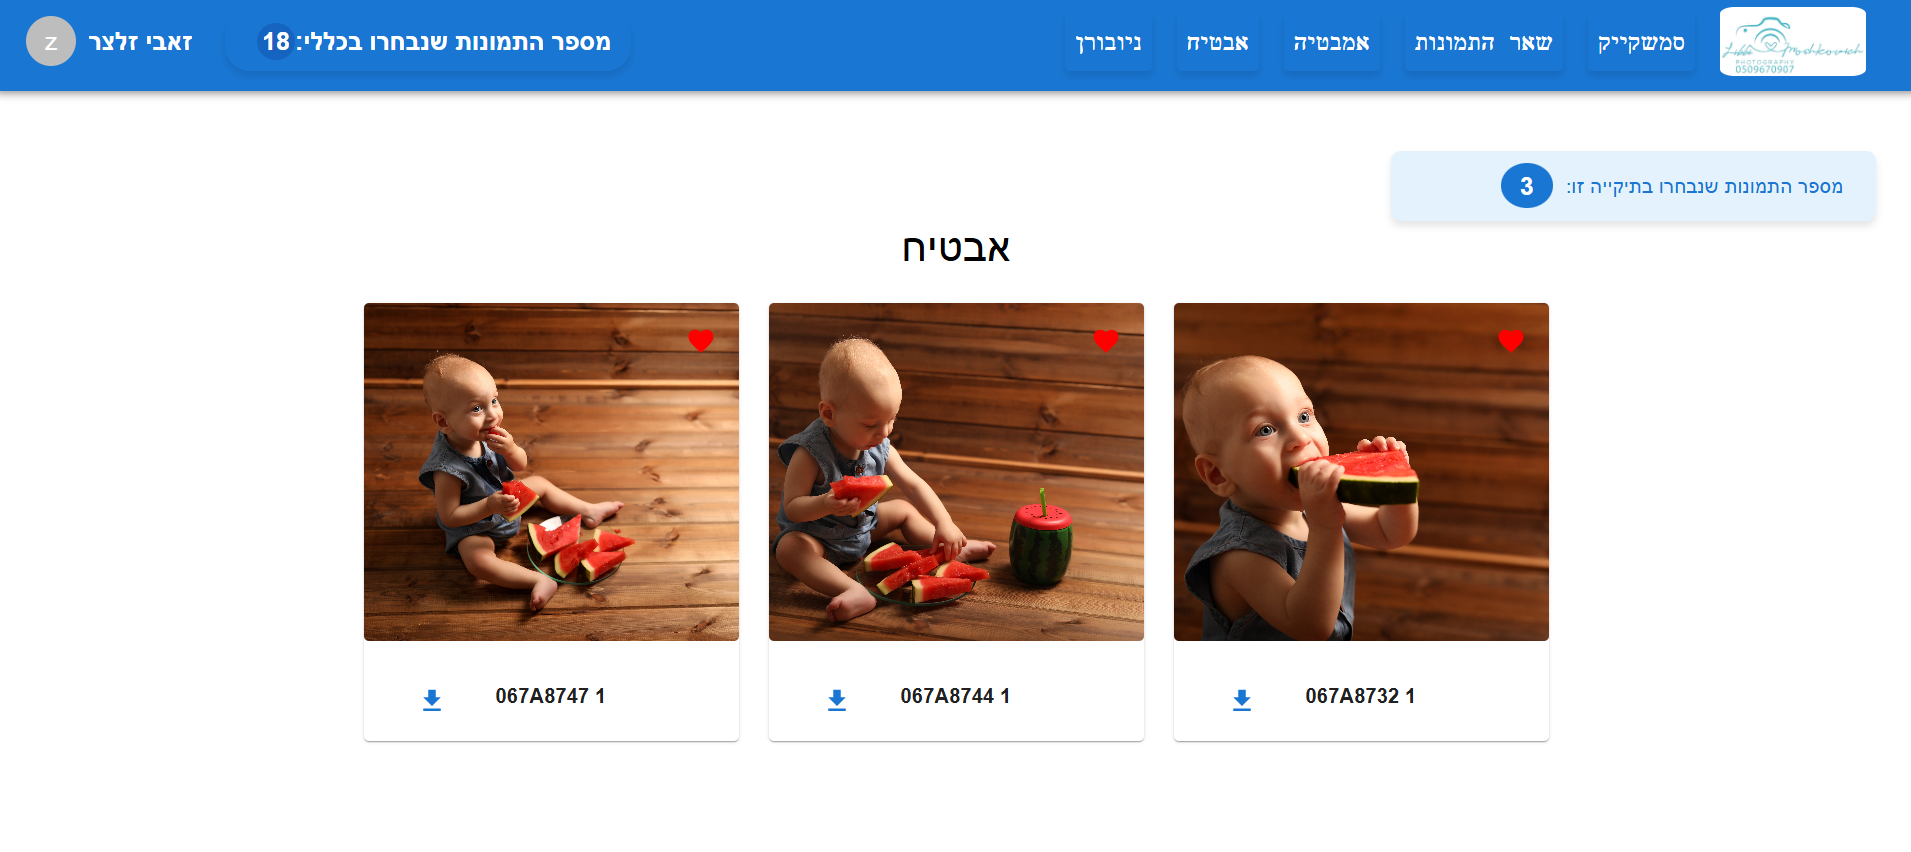 Libbi Moshkovich
PHOTOGRAPHY
0509670907
סמשקייק
שאר התמונות
אמבטיה
אבטיח
ניובורן
מספר התמונות שנבחרו בכללי: 18
זאבי זלצר
z
מספר התמונות שנבחרו בתיקייה זו: 3
אבטיח
067A8747 1
067A8744 1
067A8732 1